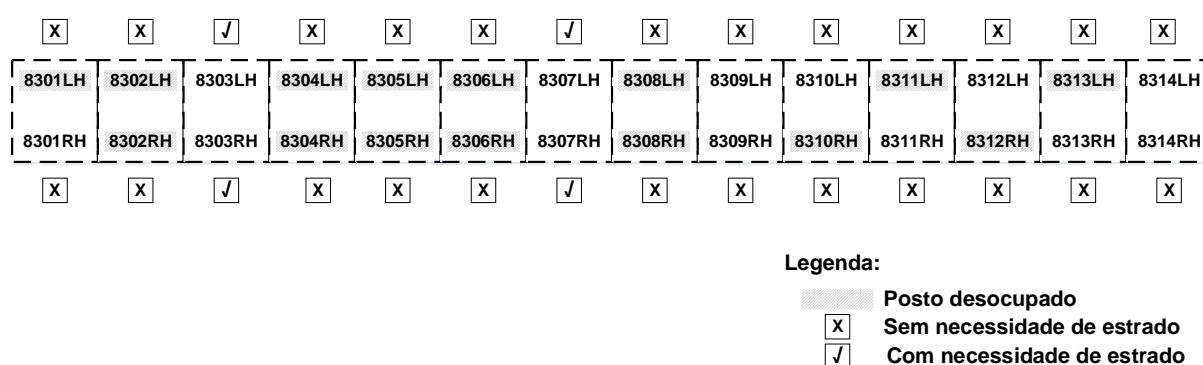 X X √ X X X √ X X X X X X X
8301LH 8302LH 8303LH 8304LH 8305LH 8306LH 8307LH 8308LH 8309LH 8310LH 8311LH 8312LH 8313LH 8314LH
8301RH 8302RH 8303RH 8304RH 8305RH 8306RH 8307RH 8308RH 8309RH 8310RH 8311RH 8312RH 8313RH 8314RH
X X √ X X X √ X X X X X X X
Legenda:
Posto desocupado
X Sem necessidade de estrado
√ Com necessidade de estrado